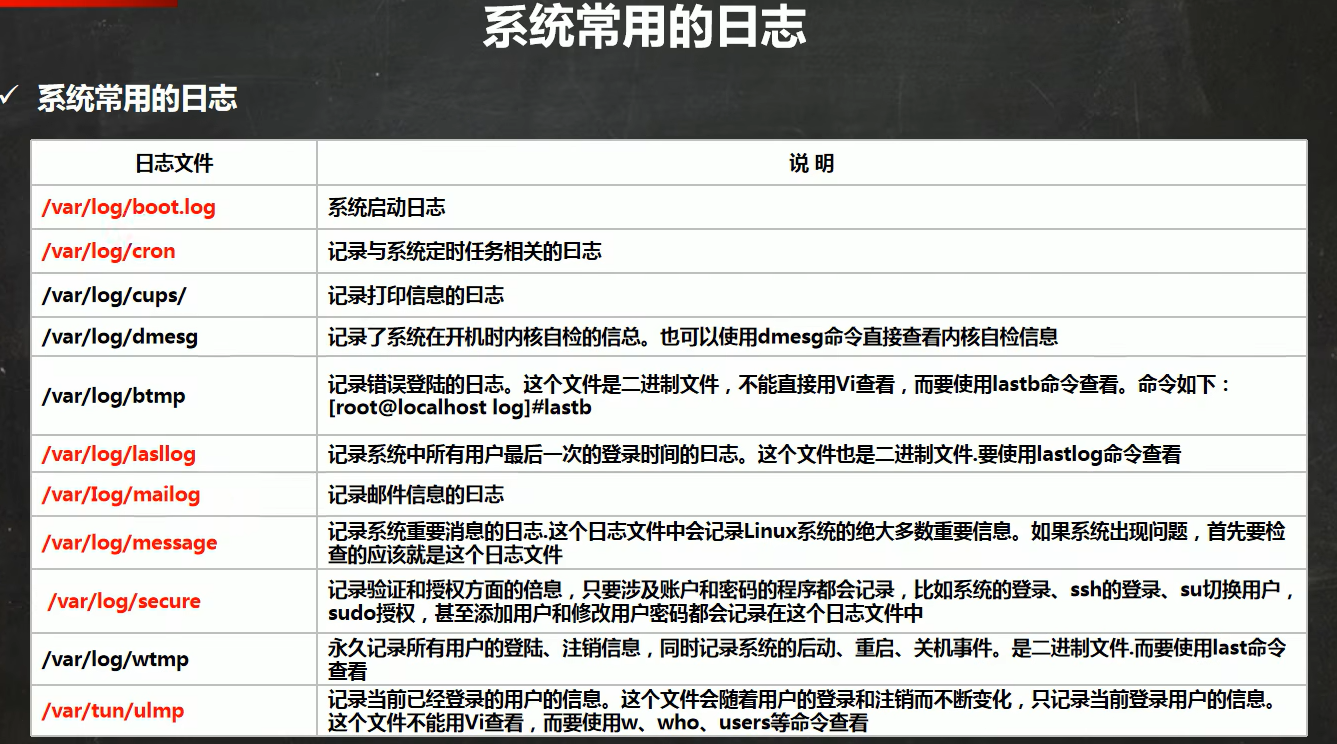 系统常用的日志
✓ 系统常用的日志
日志文件 说 明
/var/log/boot.log 系统启动日志
/var/log/cron 记录与系统定时任务相关的曰志
/var/log/cups/ 记录打印信息的曰志
/var/log/dmesg 记录了系统在开机时内核自检的信总。也可以使用dmesg命令直接查看内核自检信息
/var/log/btmp 记录错误登陆的日志。这个文件是二进制文件，不能直接用Vi查看，而要使用lastb命令查看。命令如下：
[root@localhost log]#lastb
/var/log/lasllog 记录系统中所有用户最后一次的登录时间的日志。这个文件也是二进制文件.要使用lastlog命令查看
/var/Iog/mailog 记录邮件信息的曰志
/var/log/message 记录系统重要消息的日志.这个日志文件中会记录Linux系统的绝大多数重要信息。如果系统出现问题，首先要检
查的应该就是这个日志文件
/var/log/secure 记录验证和授权方面的倍息，只要涉及账户和密码的程序都会记录，比如系统的登录、ssh的登录、su切换用户，
sudo授权，甚至添加用户和修改用户密码都会记录在这个日志文件中
/var/log/wtmp 永久记录所有用户的登陆、注销信息，同时记录系统的后动、重启、关机事件。是二进制文件.而要使用last命令
查看
/var/tun/ulmp 记录当前已经登录的用户的信息。这个文件会随着用户的登录和注销而不断变化，只记录当前登录用户的信息。
这个文件不能用Vi查看，而要使用w、who、users等命令查看